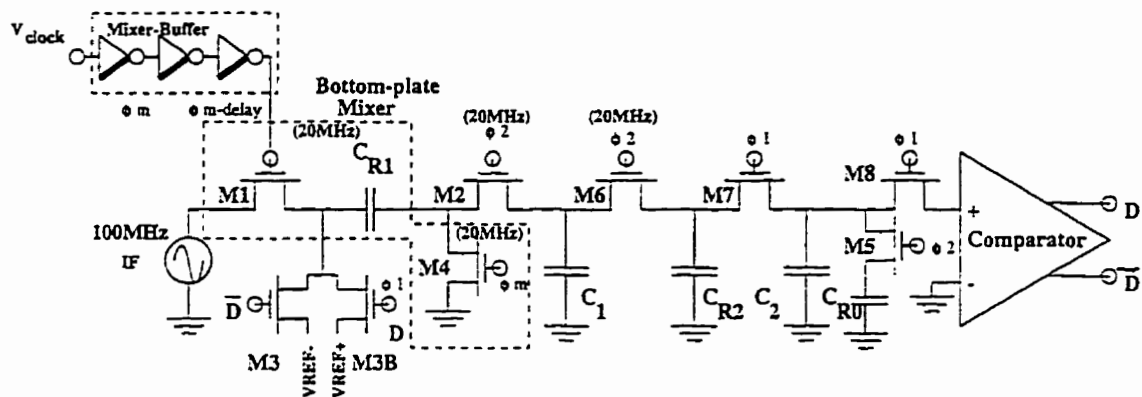 Mixer-Buffer
V clock
ϕ m
ϕ m-delay
Bottom-plate
Mixer
(20MHz)
C R1
(20MHz)
ϕ 2
(20MHz)
ϕ 2
ϕ 1
ϕ 1
M1
M2
M6
M7
M8
100MHz
IF
(20MHz)
M4
ϕ m
M5
ϕ 2
+
Comparator
-
D
D̅
D̅
ϕ 1
D
C 1
C R2
C 2
C R0
M3
VREF-
VREF+
M3B